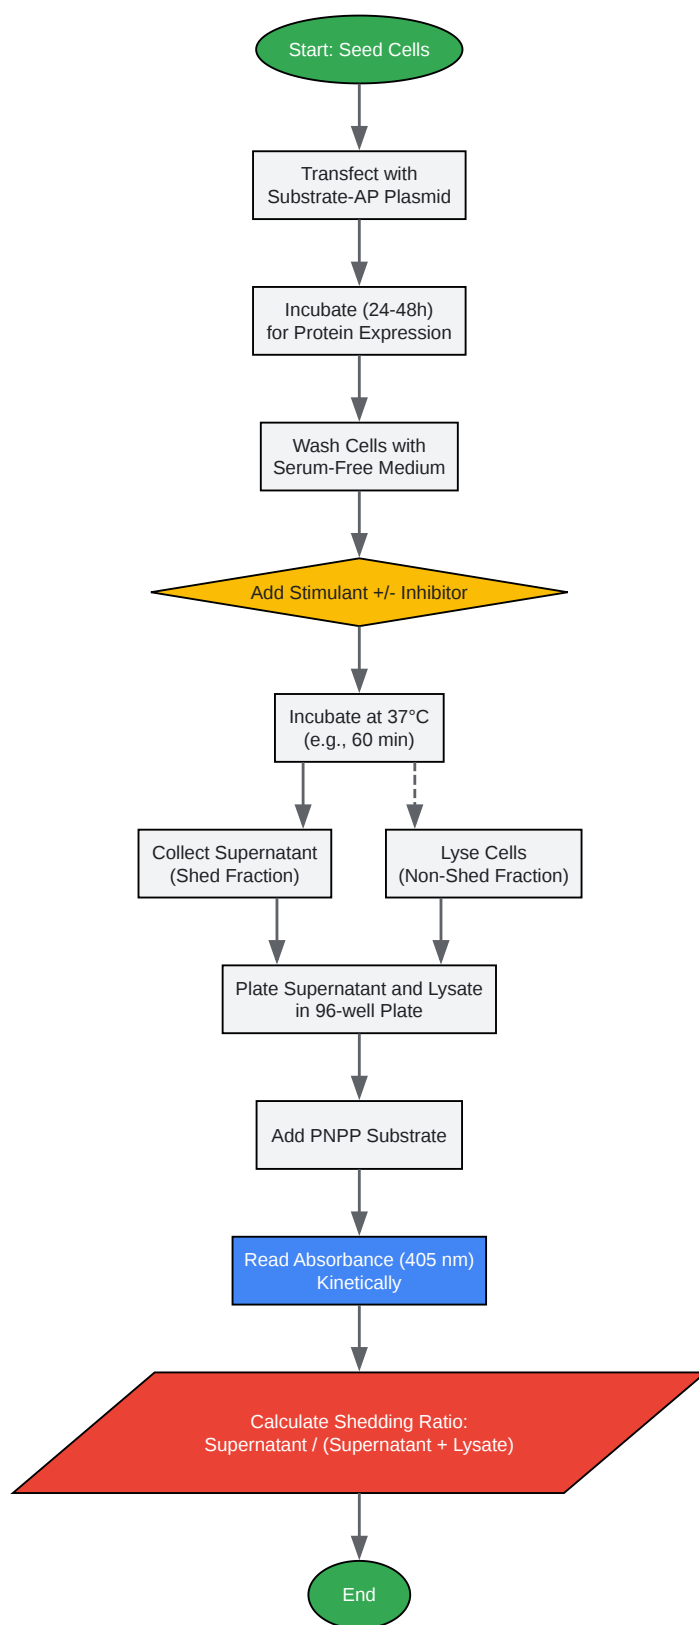 Start: Seed Cells
Transfect with
Substrate-AP Plasmid
Incubate (24-48h)
for Protein Expression
Wash Cells with
Serum-Free Medium
Add Stimulant +/- Inhibitor
Incubate at 37°C
(e.g., 60 min)
Collect Supernatant
(Shed Fraction)
Lyse Cells
(Non-Shed Fraction)
Plate Supernatant and Lysate
in 96-well Plate
Add PNPP Substrate
Read Absorbance (405 nm)
Kinetically
Calculate Shedding Ratio:
Supernatant / (Supernatant + Lysate)
End